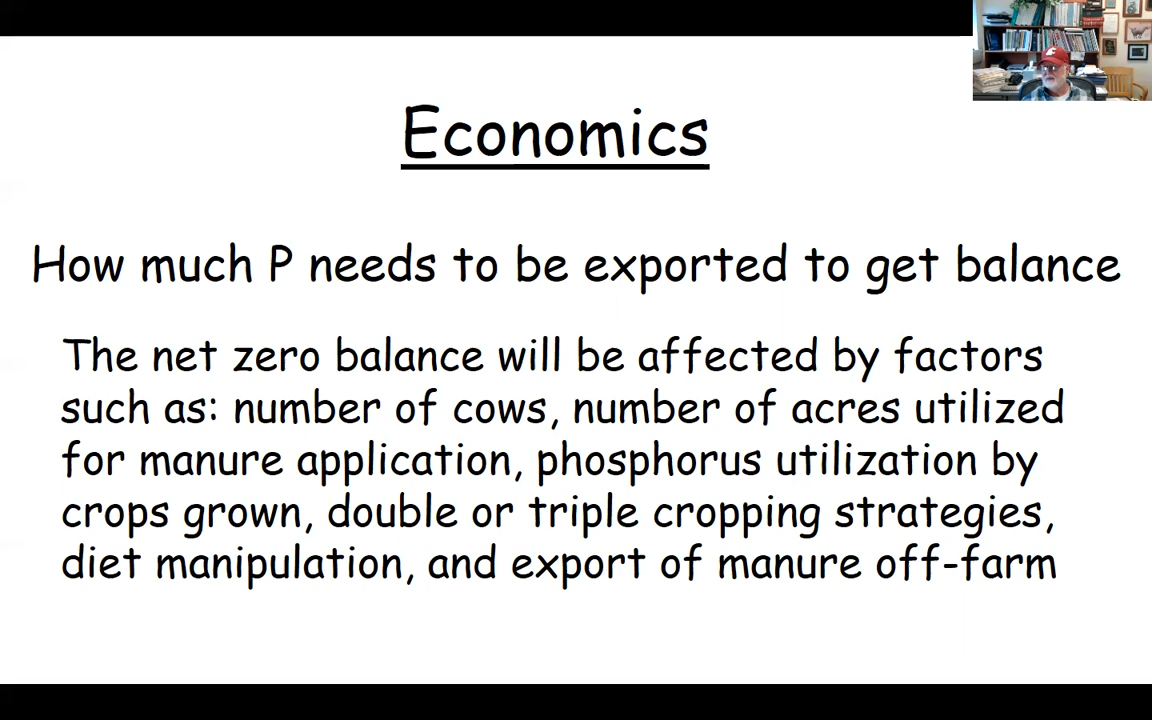 Economics
How much P needs to be exported to get balance
The net zero balance will be affected by factors
such as: number of cows, number of acres utilized
for manure application, phosphorus utilization by
crops grown, double or triple cropping strategies,
diet manipulation, and export of manure off-farm